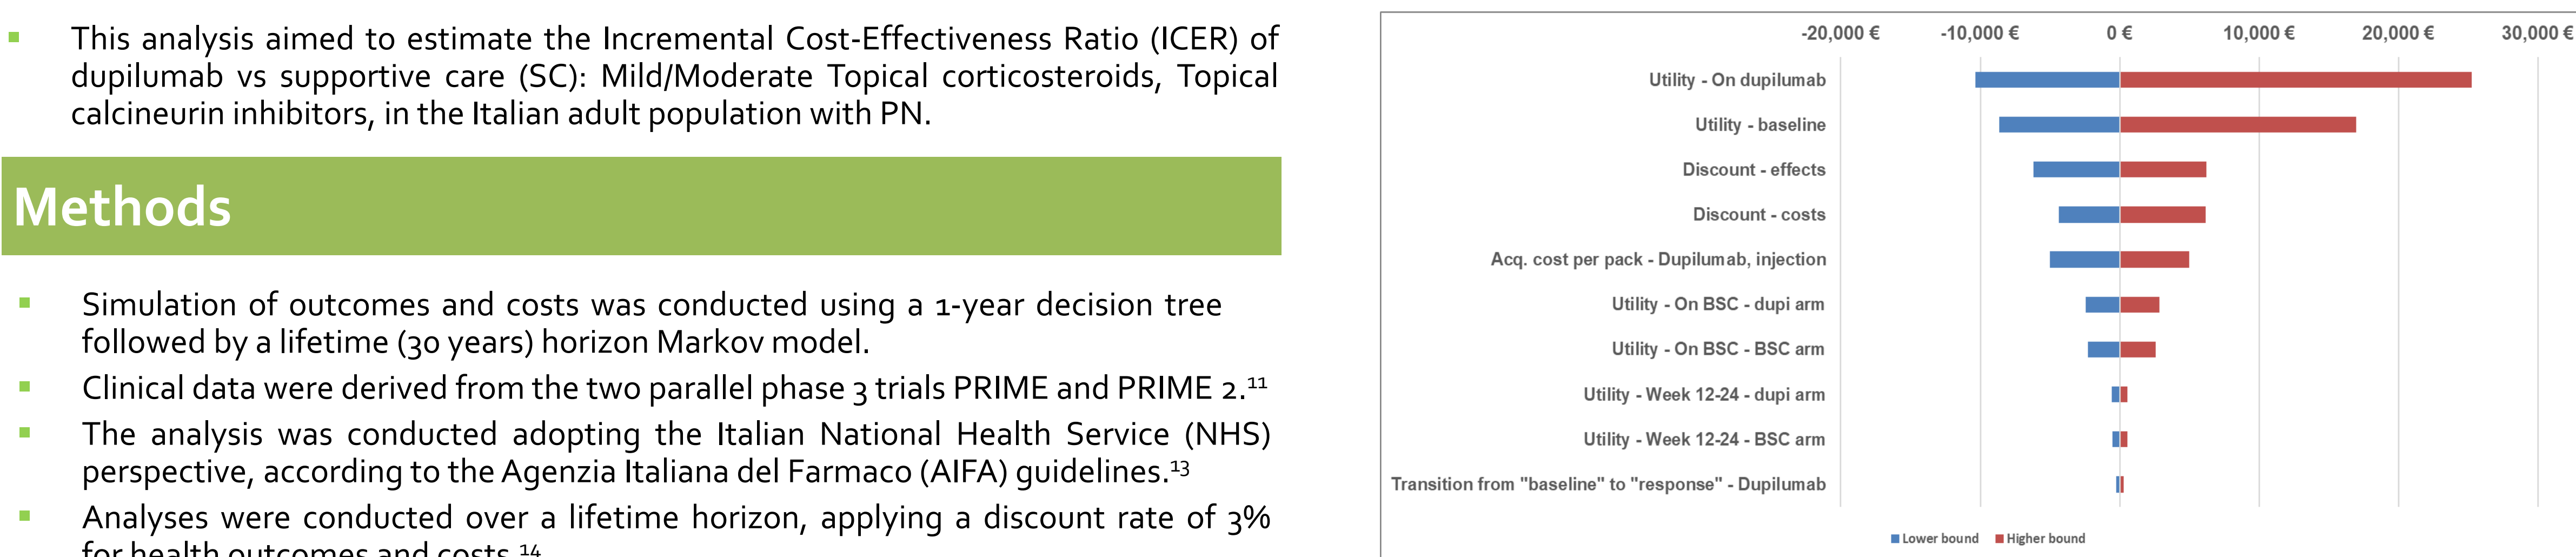 ▪ This analysis aimed to estimate the Incremental Cost-Effectiveness Ratio (ICER) of
dupilumab vs supportive care (SC): Mild/Moderate Topical corticosteroids, Topical
calcineurin inhibitors, in the Italian adult population with PN.
Methods
▪ Simulation of outcomes and costs was conducted using a 1-year decision tree
followed by a lifetime (30 years) horizon Markov model.
▪ Clinical data were derived from the two parallel phase 3 trials PRIME and PRIME 2.¹¹
▪ The analysis was conducted adopting the Italian National Health Service (NHS)
perspective, according to the Agenzia Italiana del Farmaco (AIFA) guidelines.¹³
▪ Analyses were conducted over a lifetime horizon, applying a discount rate of 3%
for health outcomes and costs.¹⁴
-20,000 € -10,000 € 0 € 10,000 € 20,000 € 30,000 €
Utility - On dupilumab
Utility - baseline
Discount - effects
Discount - costs
Acq. cost per pack - Dupilumab, injection
Utility - On BSC - dupi arm
Utility - On BSC - BSC arm
Utility - Week 12-24 - dupi arm
Utility - Week 12-24 - BSC arm
Transition from "baseline" to "response" - Dupilumab
Lower bound Higher bound